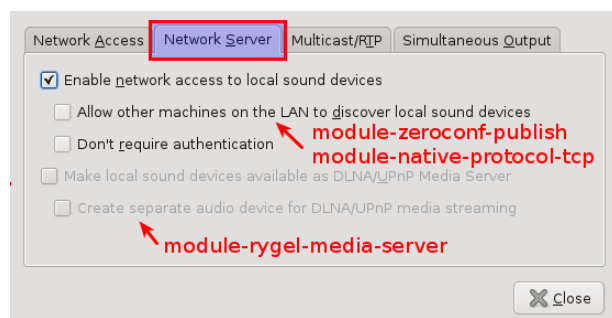 Network Access Network Server Multicast/RTP Simultaneous Output
Enable network access to local sound devices
Allow other machines on the LAN to discover local sound devices
module-zeroconf-publish
Don't require authentication
module-native-protocol-tcp
Make local sound devices available as DLNA/UPnP Media Server
Create separate audio device for DLNA/UPnP media streaming
module-rygel-media-server
Close